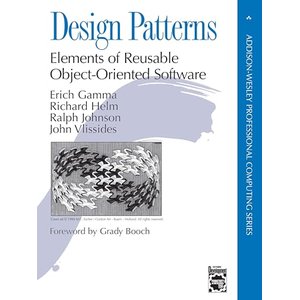 Design Patterns
Elements of Reusable
Object-Oriented Software
Erich Gamma
Richard Helm
Ralph Johnson
John Vlissides
Foreword by Grady Booch
ADDISON-WESLEY PROFESSIONAL COMPUTING SERIES